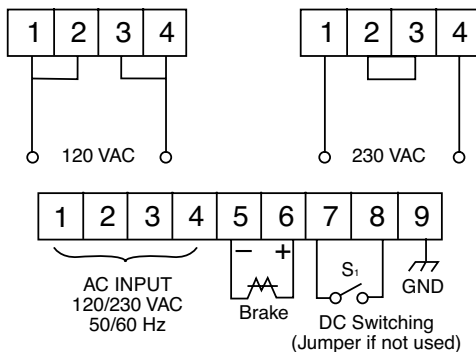 1 2 3 4
120 VAC
1 2 3 4
230 VAC
1 2 3 4 5 6 7 8 9
− +
AC INPUT
120/230 VAC
50/60 Hz
Brake
S1
DC Switching
(Jumper if not used)
GND